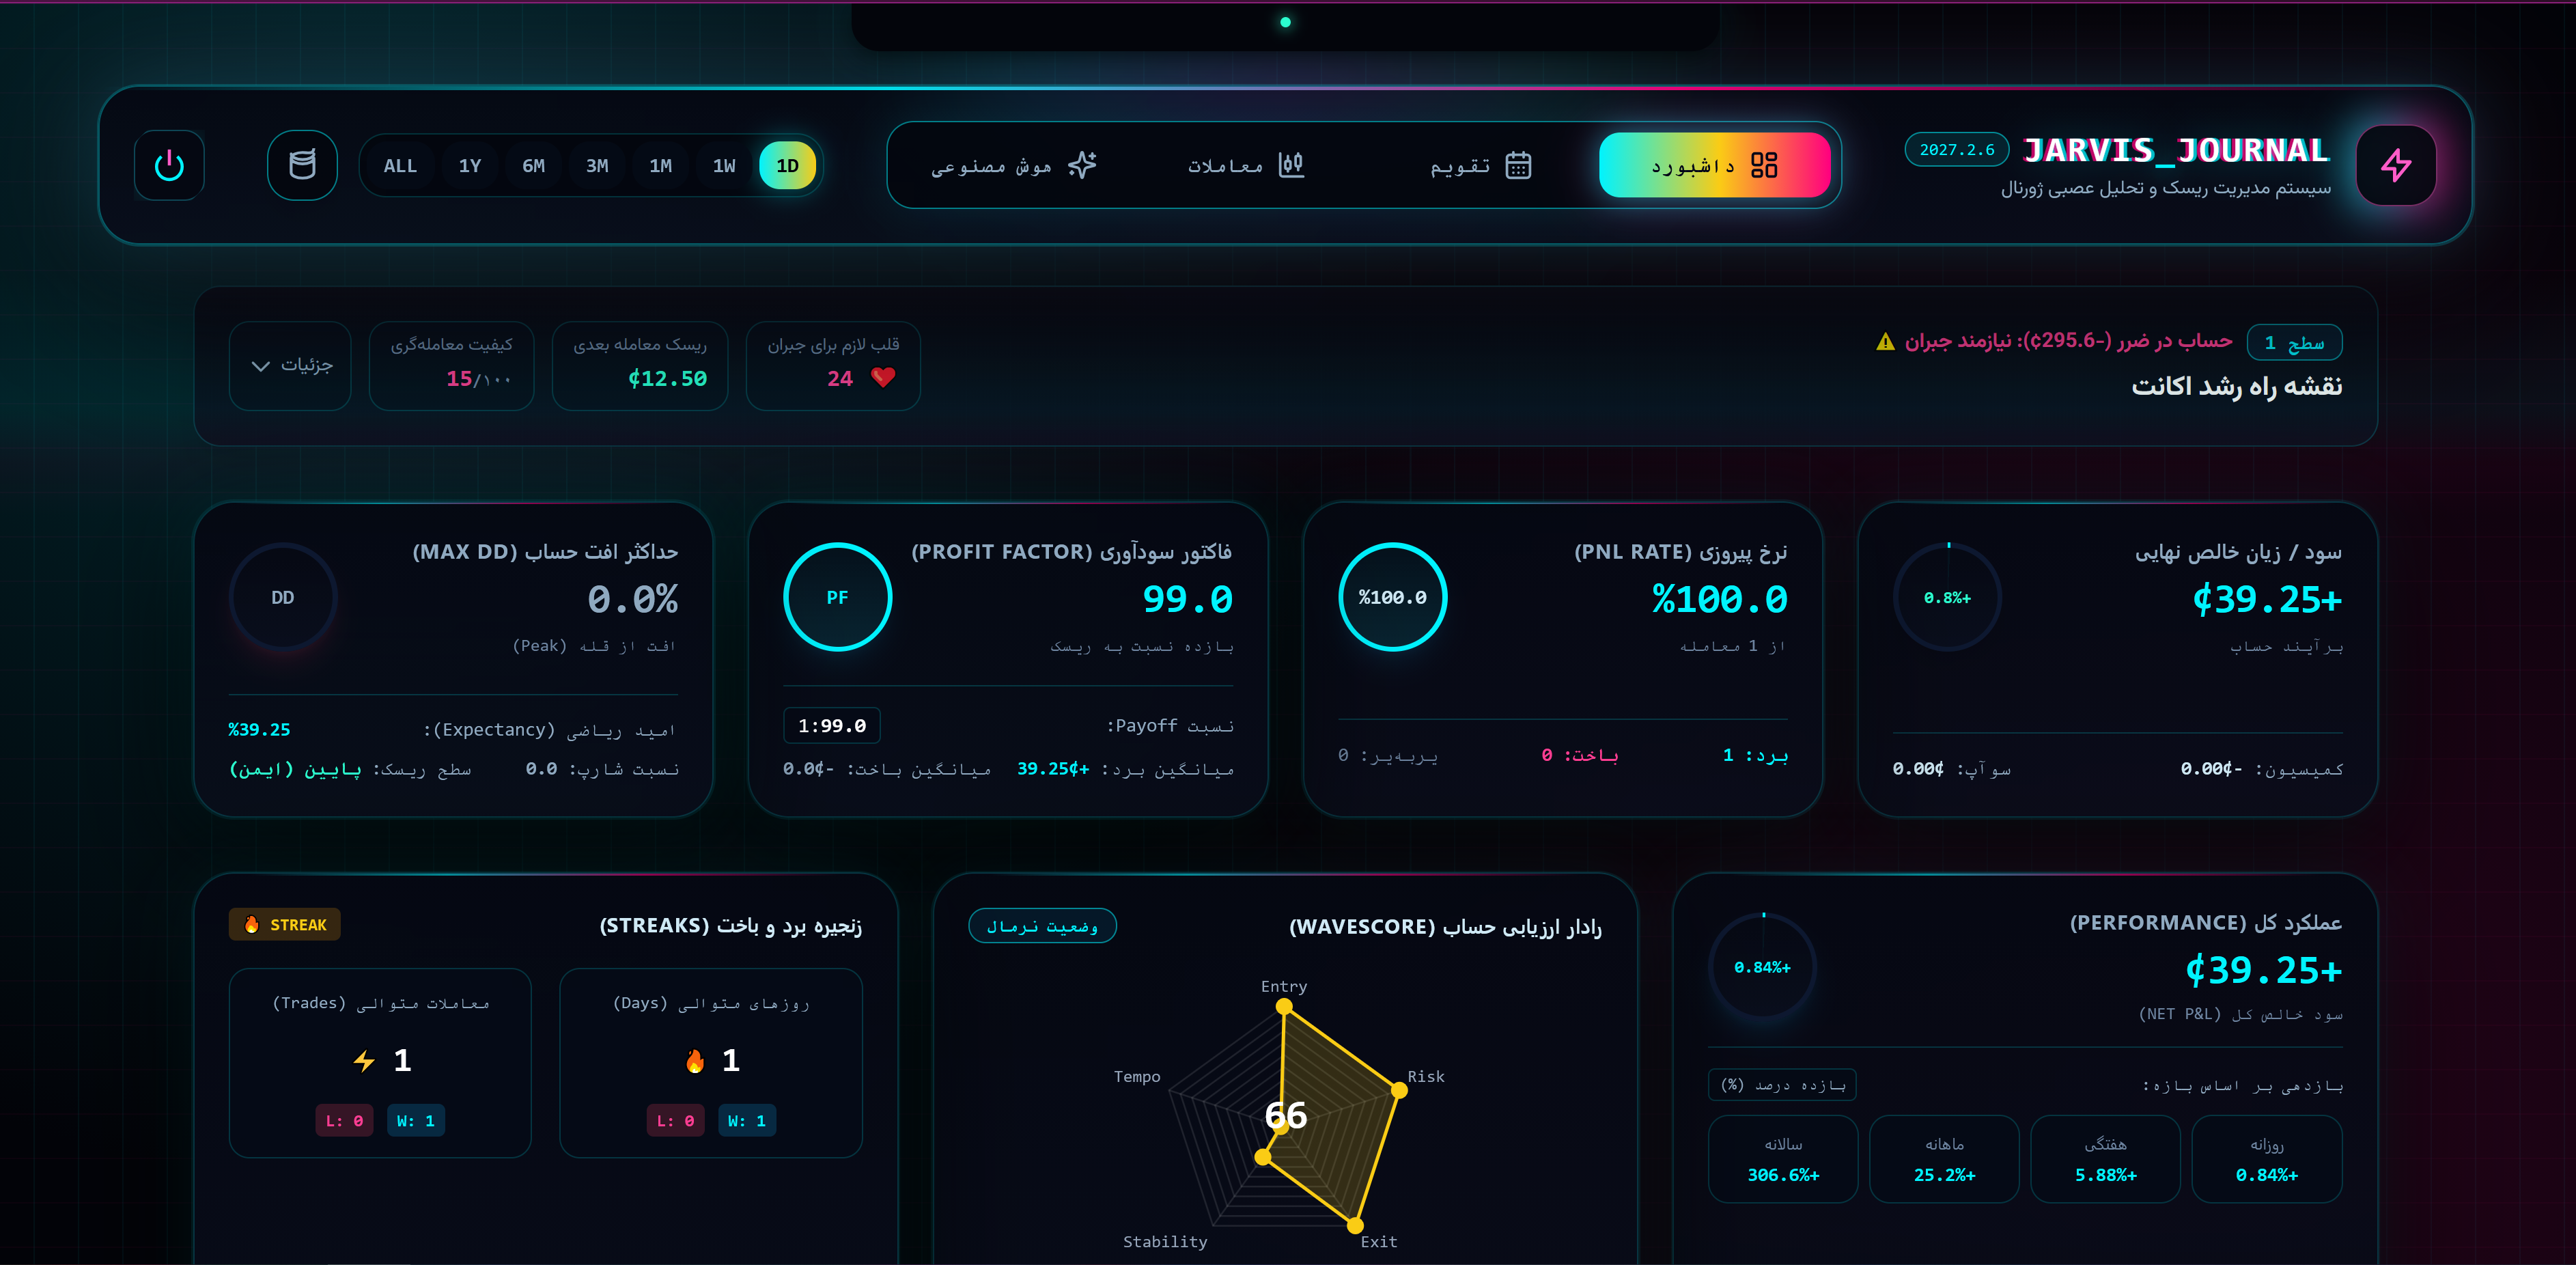 JARVIS_JOURNAL 2027.2.6
سیستم مدیریت ریسک و تحلیل عصبی ژورنال
داشبورد
تقویم
معاملات
هوش مصنوعی
1D
1W
1M
3M
6M
1Y
ALL
سطح 1
حساب در ضرر (-295.6¢): نیازمند جبران ⚠
نقشه راه رشد اکانت
قلب لازم برای جبران
❤ 24
ریسک معامله بعدی
¢12.50
کیفیت معامله‌گری
15/۱۰۰
جزئیات
سود / زیان خالص نهایی
¢39.25+
برآیند حساب
0.8%+
کمیسیون: -0.00¢
سوآپ: 0.00¢
نرخ پیروزی (PNL RATE)
%100.0
از 1 معامله
%100.0
برد: 1
باخت: 0
یربه‌یر: 0
فاکتور سودآوری (PROFIT FACTOR)
99.0
بازده نسبت به ریسک
PF
نسبت Payoff:
1:99.0
میانگین برد: 39.25¢+
میانگین باخت: -0.0¢
حداکثر افت حساب (MAX DD)
0.0%
افت از قله (Peak)
DD
امید ریاضی (Expectancy):
%39.25
نسبت شارپ: 0.0
سطح ریسک: پایین (ایمن)
عملکرد کل (PERFORMANCE)
¢39.25+
سود خالص کل (NET P&L)
0.84%+
بازدهی بر اساس بازه:
بازده درصد (%)
روزانه
0.84%+
هفتگی
5.88%+
ماهانه
25.2%+
سالانه
306.6%+
رادار ارزیابی حساب (WAVESCORE)
وضعیت نرمال
Entry
Risk
Tempo
66
Stability
Exit
زنجیره برد و باخت (STREAKS)
🔥 STREAK
روزهای متوالی (Days)
🔥 1
L: 0
W: 1
معاملات متوالی (Trades)
⚡ 1
L: 0
W: 1